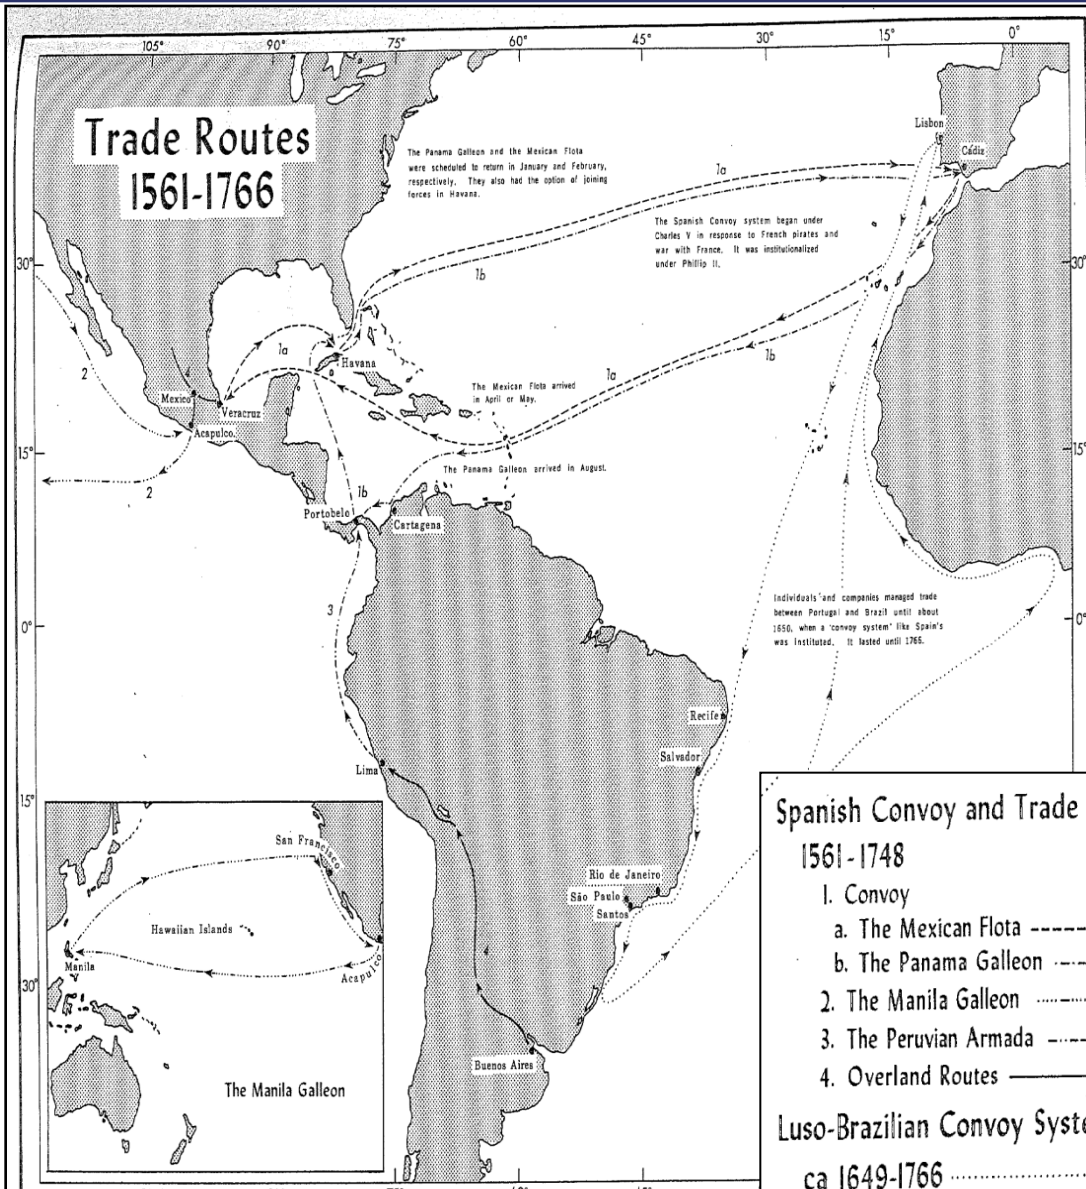 105°
90°
75°
60°
45°
30°
15°
0°
Trade Routes
1561-1766
The Panama Galleon and the Mexican Flota
were scheduled to return in January and February,
respectively. They also had the option of joining
forces in Havana.
Lisbon
Cádiz
1a
The Spanish Convoy system began under
Charles V in response to French pirates and
war with France. It was institutionalized
under Phillip II.
30°
30°
1b
1a
Havana
1b
2
1a
The Mexican Flota arrived
in April or May.
Mexico
Veracruz
Acapulco.
15°
15°
2
The Panama Galleon arrived in August.
1b
Portobelo
Cartagena
3
Individuals and companies managed trade
between Portugal and Brazil until about
1650, when a "convoy system" like Spain's
was instituted. It lasted until 1765.
0°
0°
Recife
Salvador
Lima
15°
Rio de Janeiro
São Paulo
Santos
4
30°
Buenos Aires
San Francisco
Hawaiian Islands
Manila
Acapulco
The Manila Galleon
Spanish Convoy and Trade
1561-1748
1. Convoy
a. The Mexican Flota
b. The Panama Galleon
2. The Manila Galleon
3. The Peruvian Armada
4. Overland Routes
Luso-Brazilian Convoy Syste
ca 1649-1766
45°